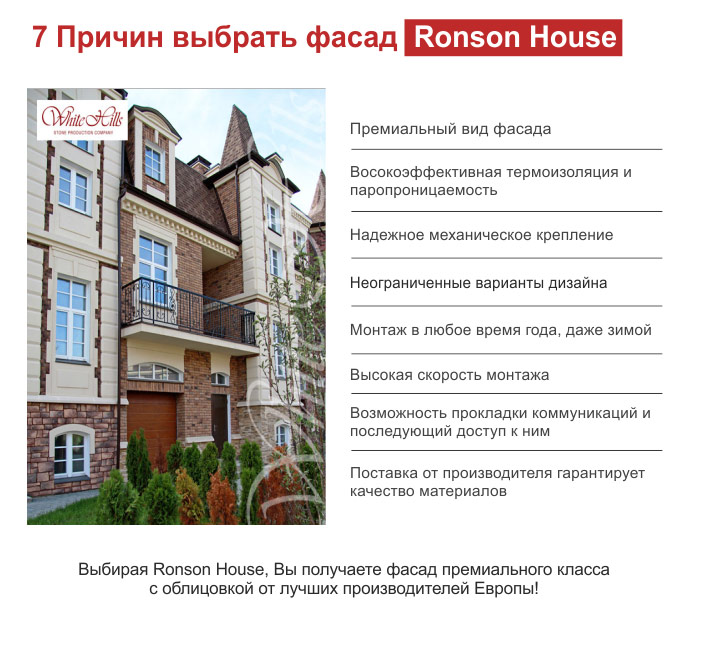 7 Причин выбрать фасад Ronson House
White Hills
STONE PRODUCTION COMPANY
Премиальный вид фасада
Восокоэффективная термоизоляция и
паропроницаемость
Надежное механическое крепление
Неограниченные варианты дизайна
Монтаж в любое время года, даже зимой
Высокая скорость монтажа
Возможность прокладки коммуникаций и
последующий доступ к ним
Поставка от производителя гарантирует
качество материалов
Выбирая Ronson House, Вы получаете фасад премиального класса
с облицовкой от лучших производителей Европы!